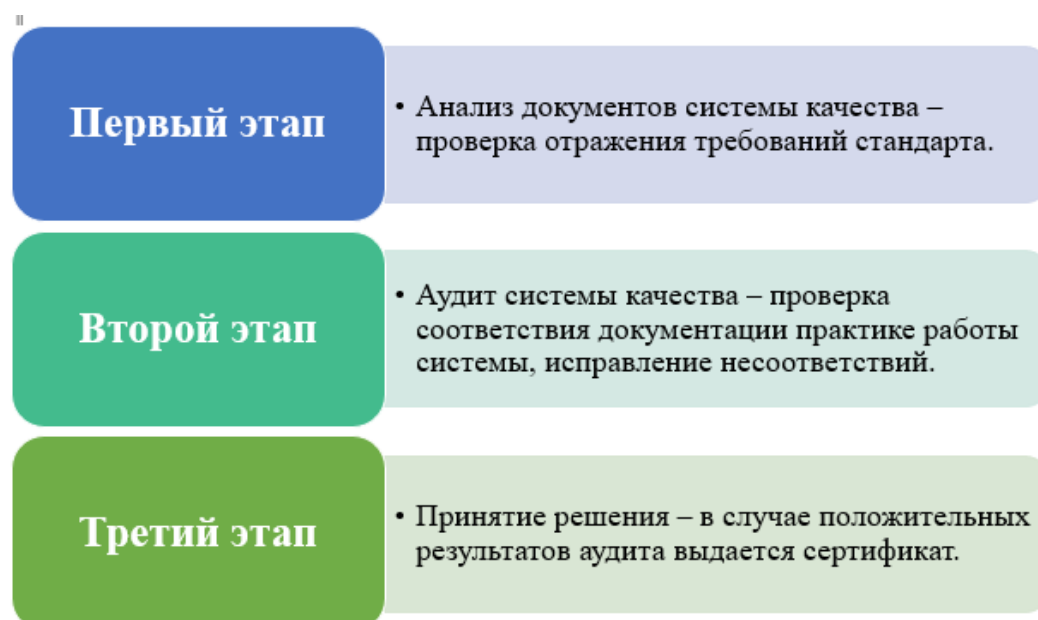 Первый этап
• Анализ документов системы качества –
проверка отражения требований стандарта.
Второй этап
• Аудит системы качества – проверка
соответствия документации практике работы
системы, исправление несоответствий.
Третий этап
• Принятие решения – в случае положительных
результатов аудита выдается сертификат.